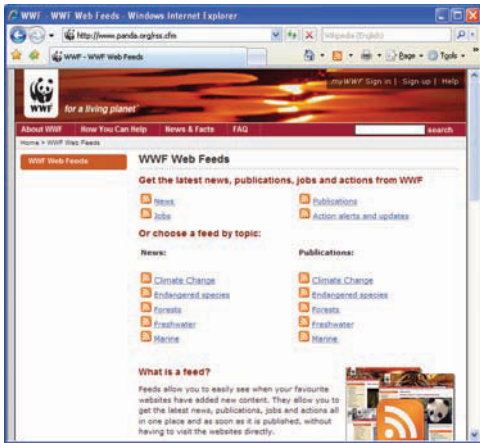 WWF - WWF Web Feeds - Windows Internet Explorer
http://www.panda.org/rss.cfm
Wikipedia (English)
WWF - WWF Web Feeds
Page
Tools
myWWF Sign in | Sign up | Help
WWF
for a living planet
About WWF How You Can Help News & Facts FAQ search
Home > WWF Web Feeds
WWF Web Feeds
WWF Web Feeds
Get the latest news, publications, jobs and actions from WWF
News Publications
Jobs Action alerts and updates
Or choose a feed by topic:
News: Publications:
Climate Change Climate Change
Endangered species Endangered species
Forests Forests
Freshwater Freshwater
Marine Marine
What is a feed?
Feeds allow you to easily see when your favourite
websites have added new content. They allow you to
get the latest news, publications, jobs and actions all
in one place and as soon as it is published, without
having to visit the websites directly.